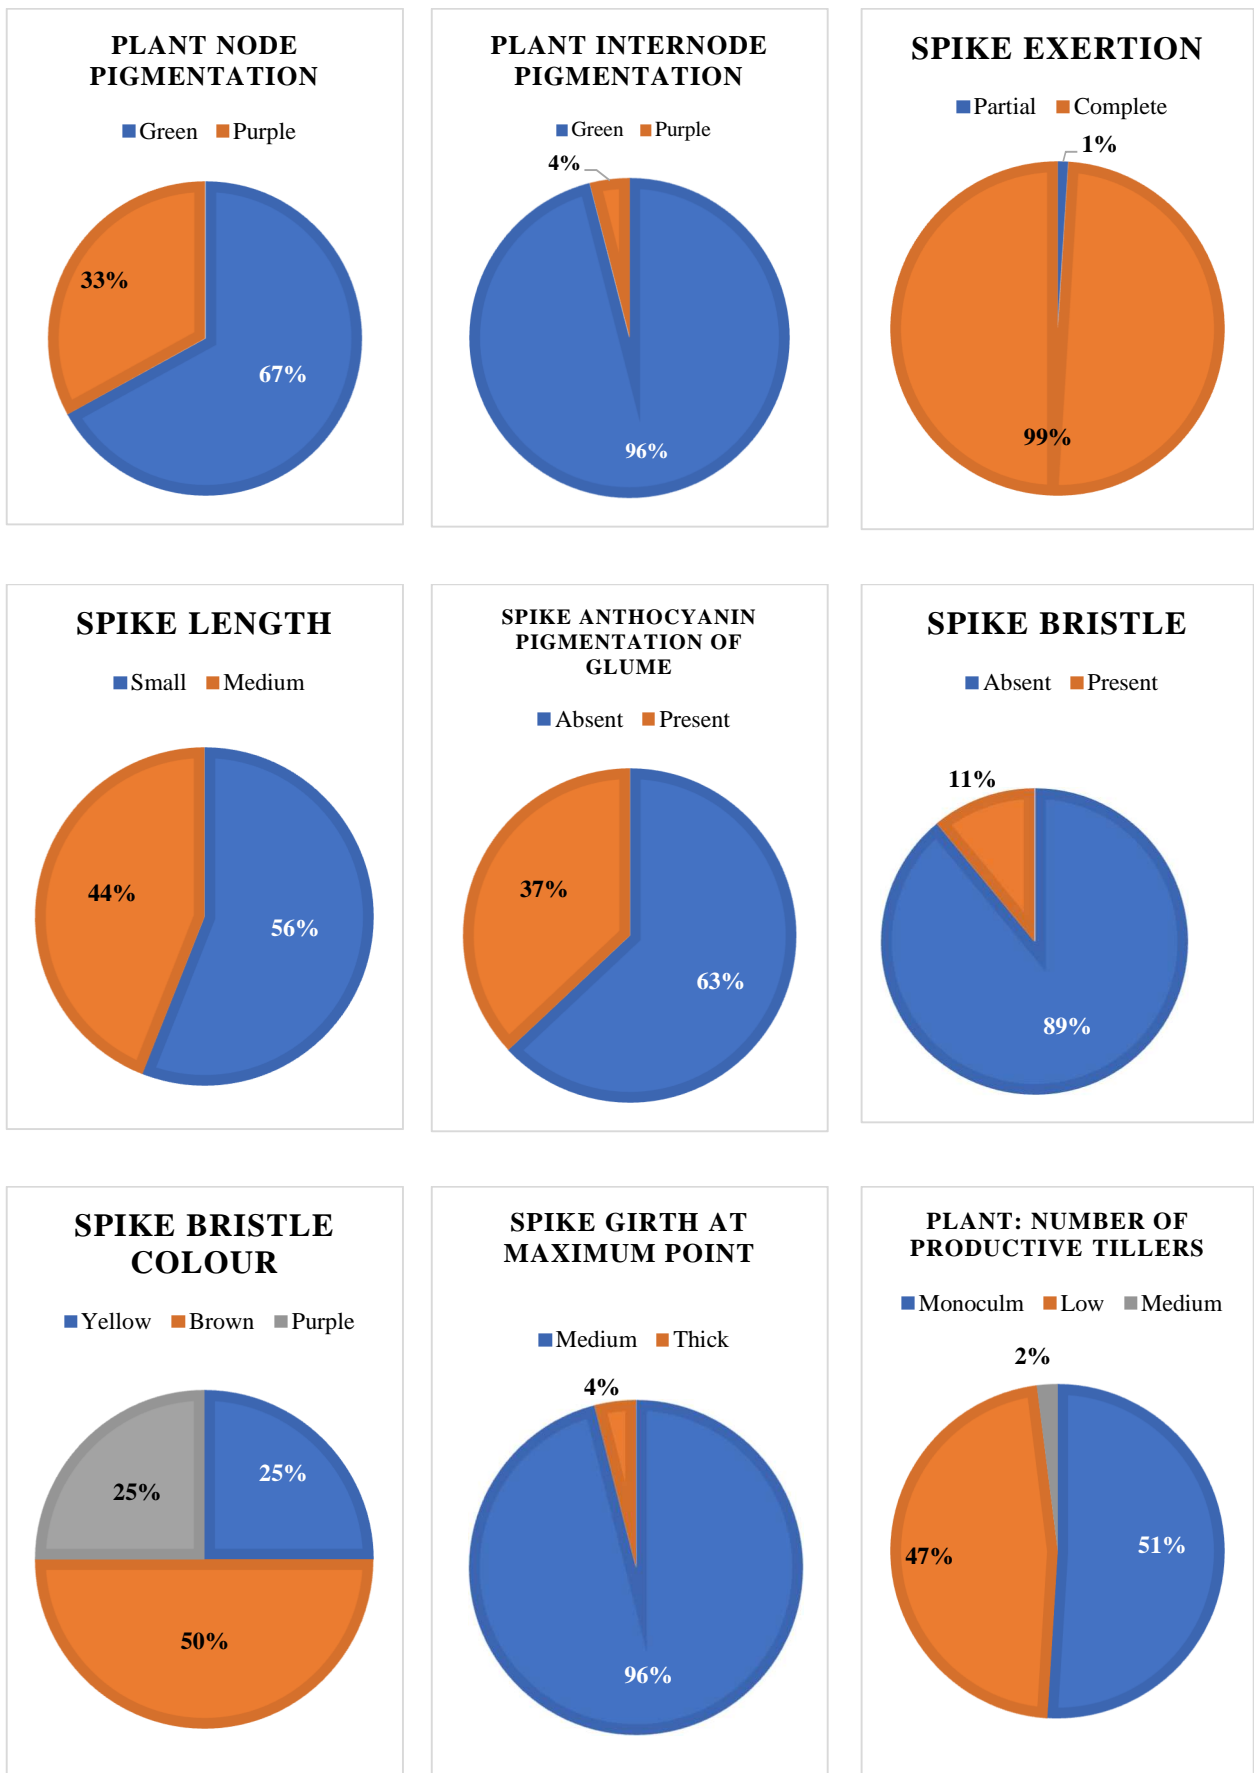 PLANT NODE
PIGMENTATION
Green Purple
33%
67%
PLANT INTERNODE
PIGMENTATION
Green Purple
4%
96%
SPIKE EXERTION
Partial Complete
1%
99%
SPIKE LENGTH
Small Medium
44%
56%
SPIKE ANTHOCYANIN
PIGMENTATION OF
GLUME
Absent Present
37%
63%
SPIKE BRISTLE
Absent Present
11%
89%
SPIKE BRISTLE
COLOUR
Yellow Brown Purple
25%
25%
50%
SPIKE GIRTH AT
MAXIMUM POINT
Medium Thick
4%
96%
PLANT: NUMBER OF
PRODUCTIVE TILLERS
Monoculm Low Medium
2%
51%
47%